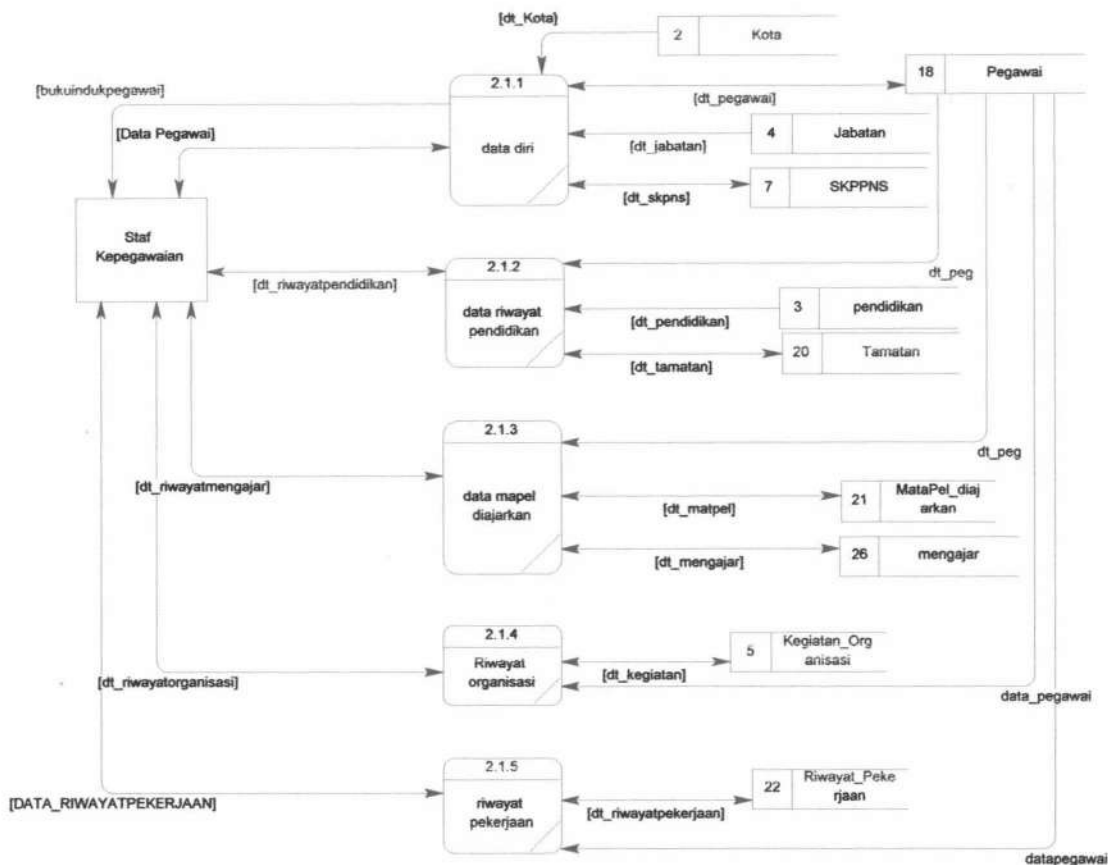 [dt_Kota]
2 Kota
18 Pegawai
2.1.1
[bukuindukpegawai]
[dt_pegawai]
[Data Pegawai]
data diri
4 Jabatan
[dt_jabatan]
7 SKPPNS
[dt_skpns]
Staf
Kepegawaian
2.1.2
dt_peg
[dt_riwayatpendidikan]
data riwayat
pendidikan
3 pendidikan
[dt_pendidikan]
20 Tamatan
[dt_tamatan]
2.1.3
dt_peg
[dt_riwayatmengajar]
data mapel
diajarkan
21 MataPel_diaj
arkan
[dt_matpel]
26 mengajar
[dt_mengajar]
2.1.4
Riwayat
organisasi
5 Kegiatan_Org
anisasi
[dt_kegiatan]
[dt_riwayatorganisasi]
data_pegawai
2.1.5
riwayat
pekerjaan
22 Riwayat_Peke
rjaan
[DATA_RIWAYATPEKERJAAN]
[dt_riwayatpekerjaan]
datapegawai